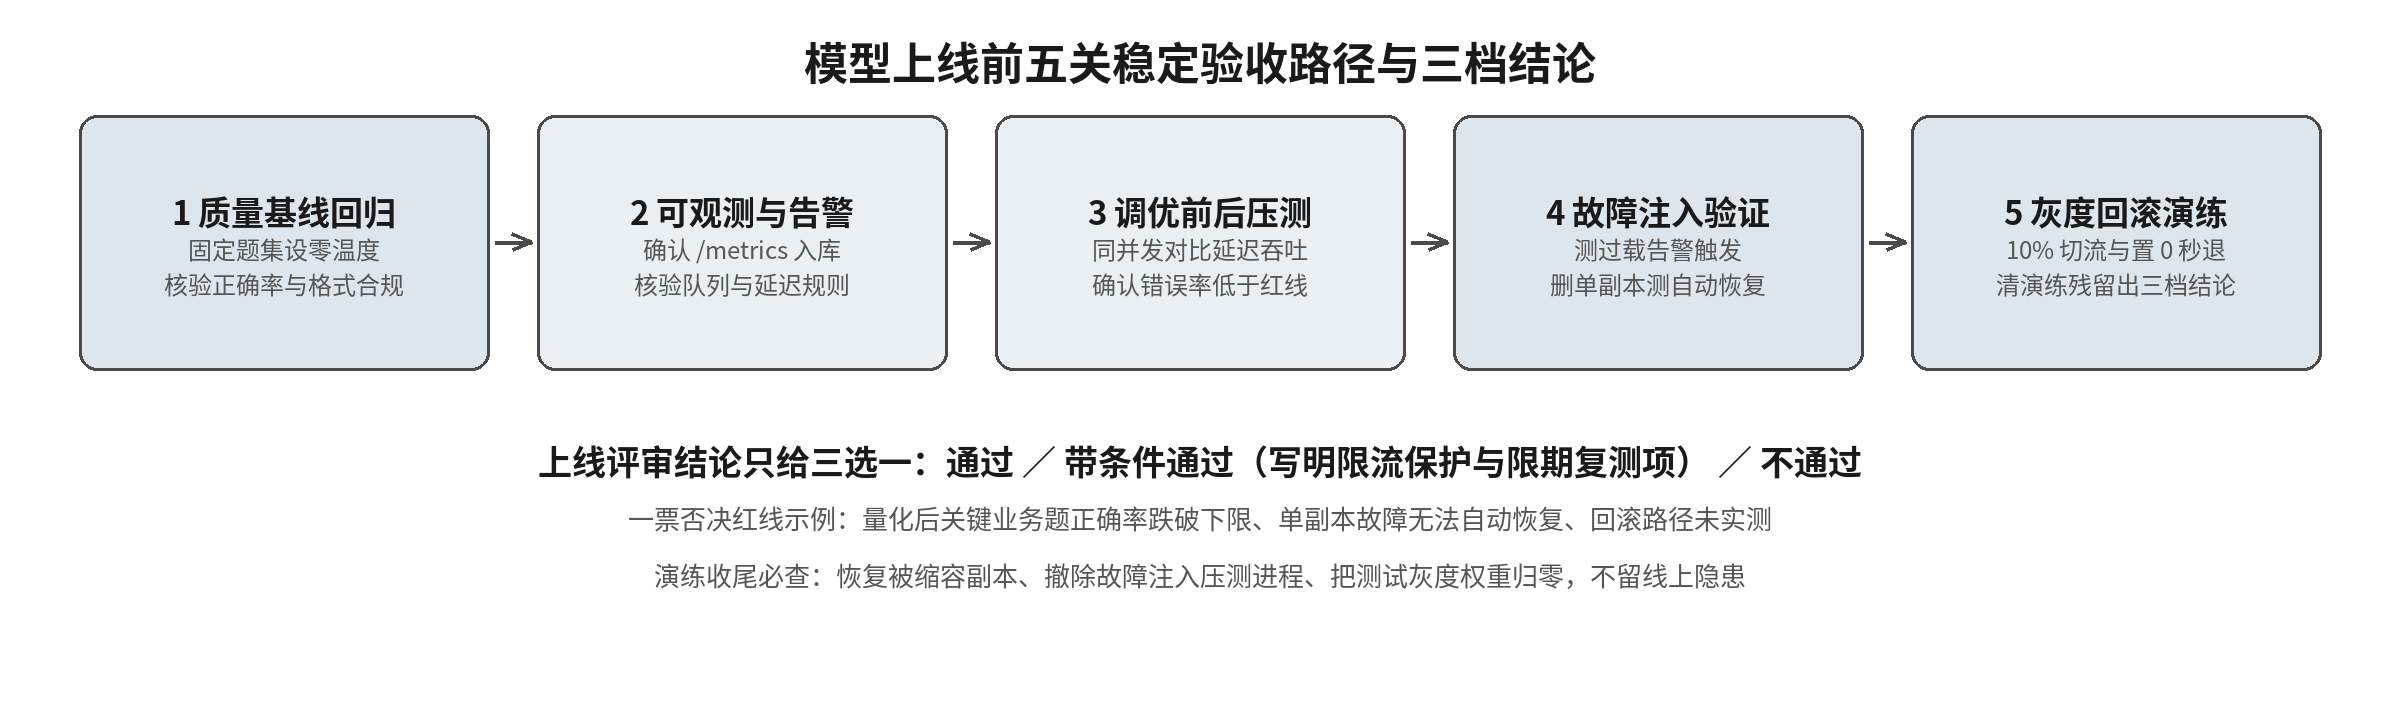 模型上线前五关稳定验收路径与三档结论
1 质量基线回归
固定题集设零温度
核验正确率与格式合规
2 可观测与告警
确认 /metrics 入库
核验队列与延迟规则
3 调优前后压测
同并发对比延迟吞吐
确认错误率低于红线
4 故障注入验证
测过载告警触发
删单副本测自动恢复
5 灰度回滚演练
10% 切流与置 0 秒退
清演练残留出三档结论
上线评审结论只给三选一：通过 ／ 带条件通过（写明限流保护与限期复测项） ／ 不通过
一票否决红线示例：量化后关键业务题正确率跌破下限、单副本故障无法自动恢复、回滚路径未实测
演练收尾必查：恢复被缩容副本、撤除故障注入压测进程、把测试灰度权重归零，不留线上隐患